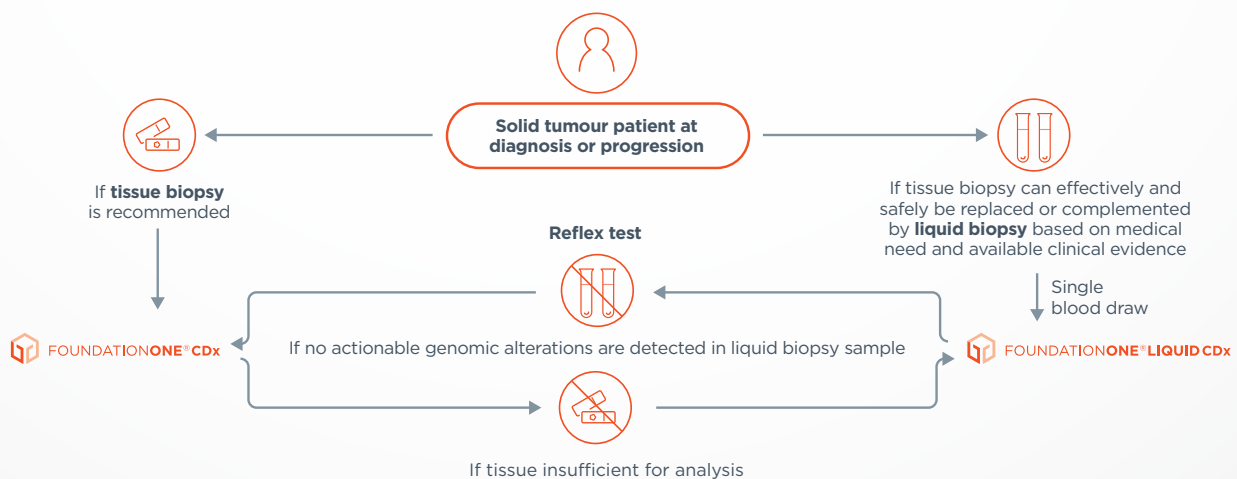 Solid tumour patient at
diagnosis or progression
If tissue biopsy
is recommended
If tissue biopsy can effectively and
safely be replaced or complemented
by liquid biopsy based on medical
need and available clinical evidence
Reflex test
Single
blood draw
FOUNDATIONONE®CDx
If no actionable genomic alterations are detected in liquid biopsy sample
FOUNDATIONONE®LIQUID CDx
If tissue insufficient for analysis